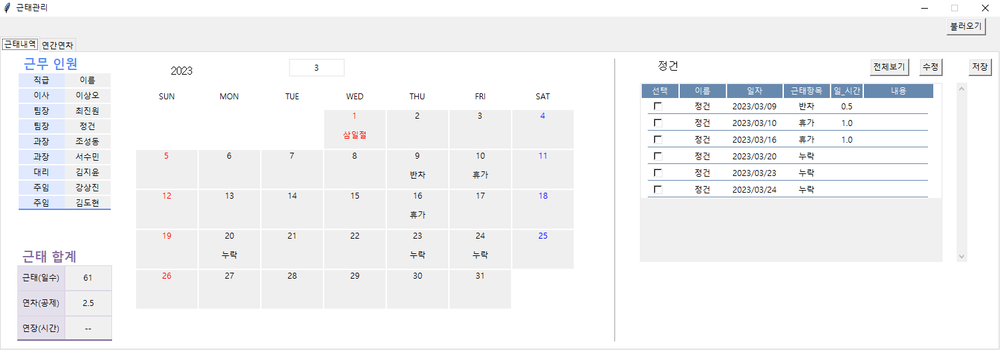 근태관리
불러오기
근태내역 연간연차
근무 인원
직급 이름
이사 이상오
팀장 최진원
팀장 정건
과장 조성동
과장 서수민
대리 김지윤
주임 강상진
주임 김도현
근태 합계
근태(일수) 61
연차(공제) 2.5
연장(시간) --
2023 3
SUN MON TUE WED THU FRI SAT
1 2 3 4
삼일절
5 6 7 8 9 10 11
반차 휴가
12 13 14 15 16 17 18
휴가
19 20 21 22 23 24 25
누락 누락 누락
26 27 28 29 30 31
정건 전체보기 수정 저장
선택 이름 일자 근태항목 일_시간 내용
정건 2023/03/09 반차 0.5
정건 2023/03/10 휴가 1.0
정건 2023/03/16 휴가 1.0
정건 2023/03/20 누락
정건 2023/03/23 누락
정건 2023/03/24 누락